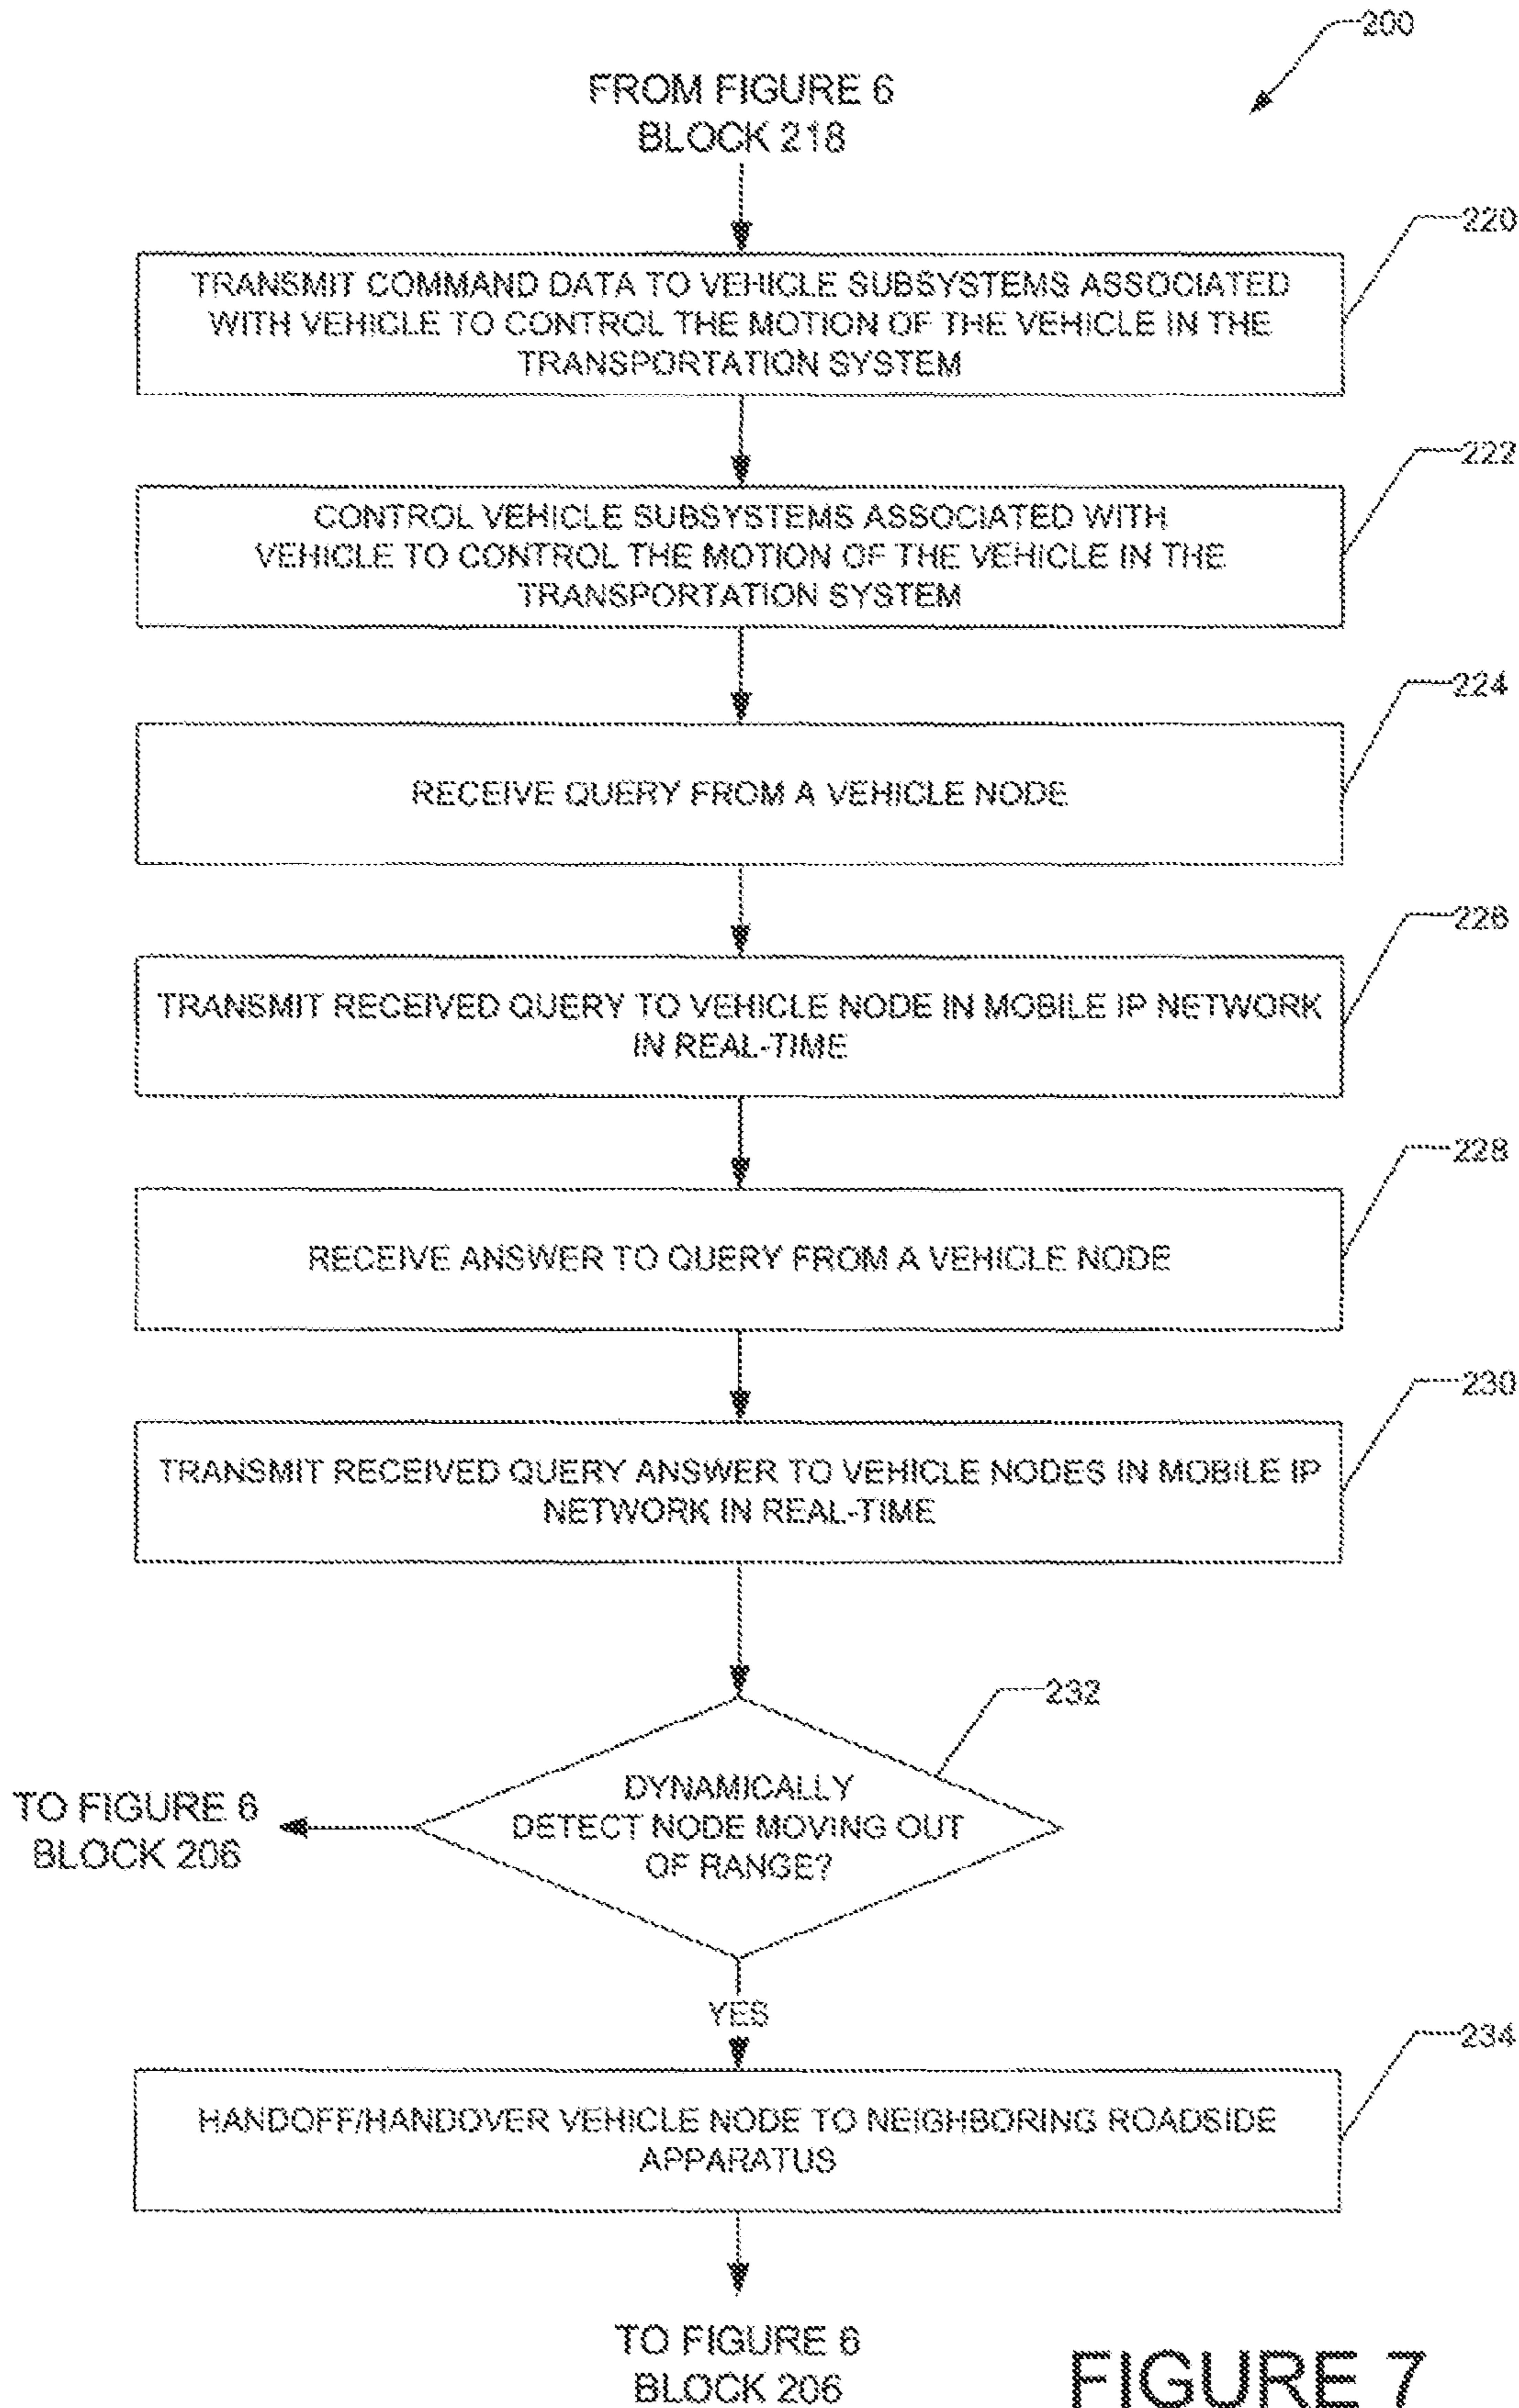 200
FROM FIGURE 6
BLOCK 218
220
TRANSMIT COMMAND DATA TO VEHICLE SUBSYSTEMS ASSOCIATED
WITH VEHICLE TO CONTROL THE MOTION OF THE VEHICLE IN THE
TRANSPORTATION SYSTEM
222
CONTROL VEHICLE SUBSYSTEMS ASSOCIATED WITH
VEHICLE TO CONTROL THE MOTION OF THE VEHICLE IN THE
TRANSPORTATION SYSTEM
224
RECEIVE QUERY FROM A VEHICLE NODE
226
TRANSMIT RECEIVED QUERY TO VEHICLE NODE IN MOBILE IP NETWORK
IN REAL-TIME
228
RECEIVE ANSWER TO QUERY FROM A VEHICLE NODE
230
TRANSMIT RECEIVED QUERY ANSWER TO VEHICLE NODES IN MOBILE IP
NETWORK IN REAL-TIME
232
DYNAMICALLY
DETECT NODE MOVING OUT
OF RANGE?
TO FIGURE 6
BLOCK 206
YES
234
HANDOFF/HANDOVER VEHICLE NODE TO NEIGHBORING ROADSIDE
APPARATUS
TO FIGURE 6
BLOCK 206
FIGURE 7